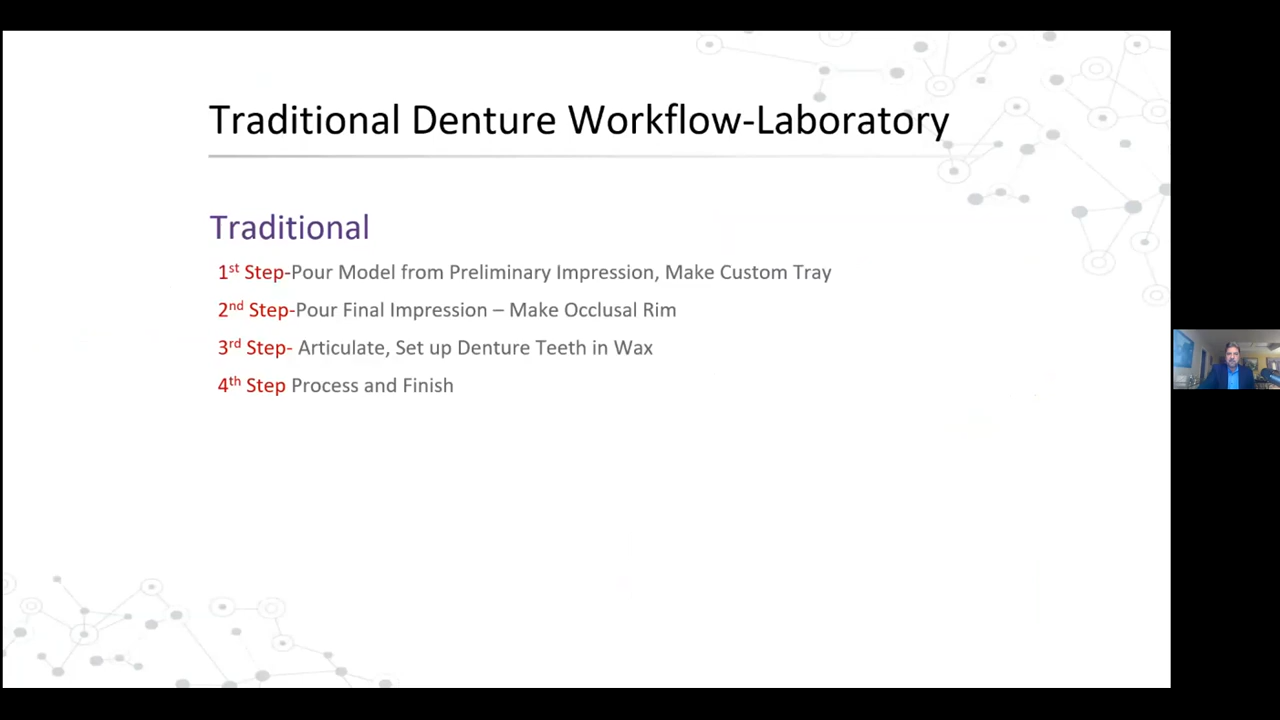 Traditional Denture Workflow-Laboratory
Traditional
1st Step-Pour Model from Preliminary Impression, Make Custom Tray
2nd Step-Pour Final Impression – Make Occlusal Rim
3rd Step- Articulate, Set up Denture Teeth in Wax
4th Step Process and Finish